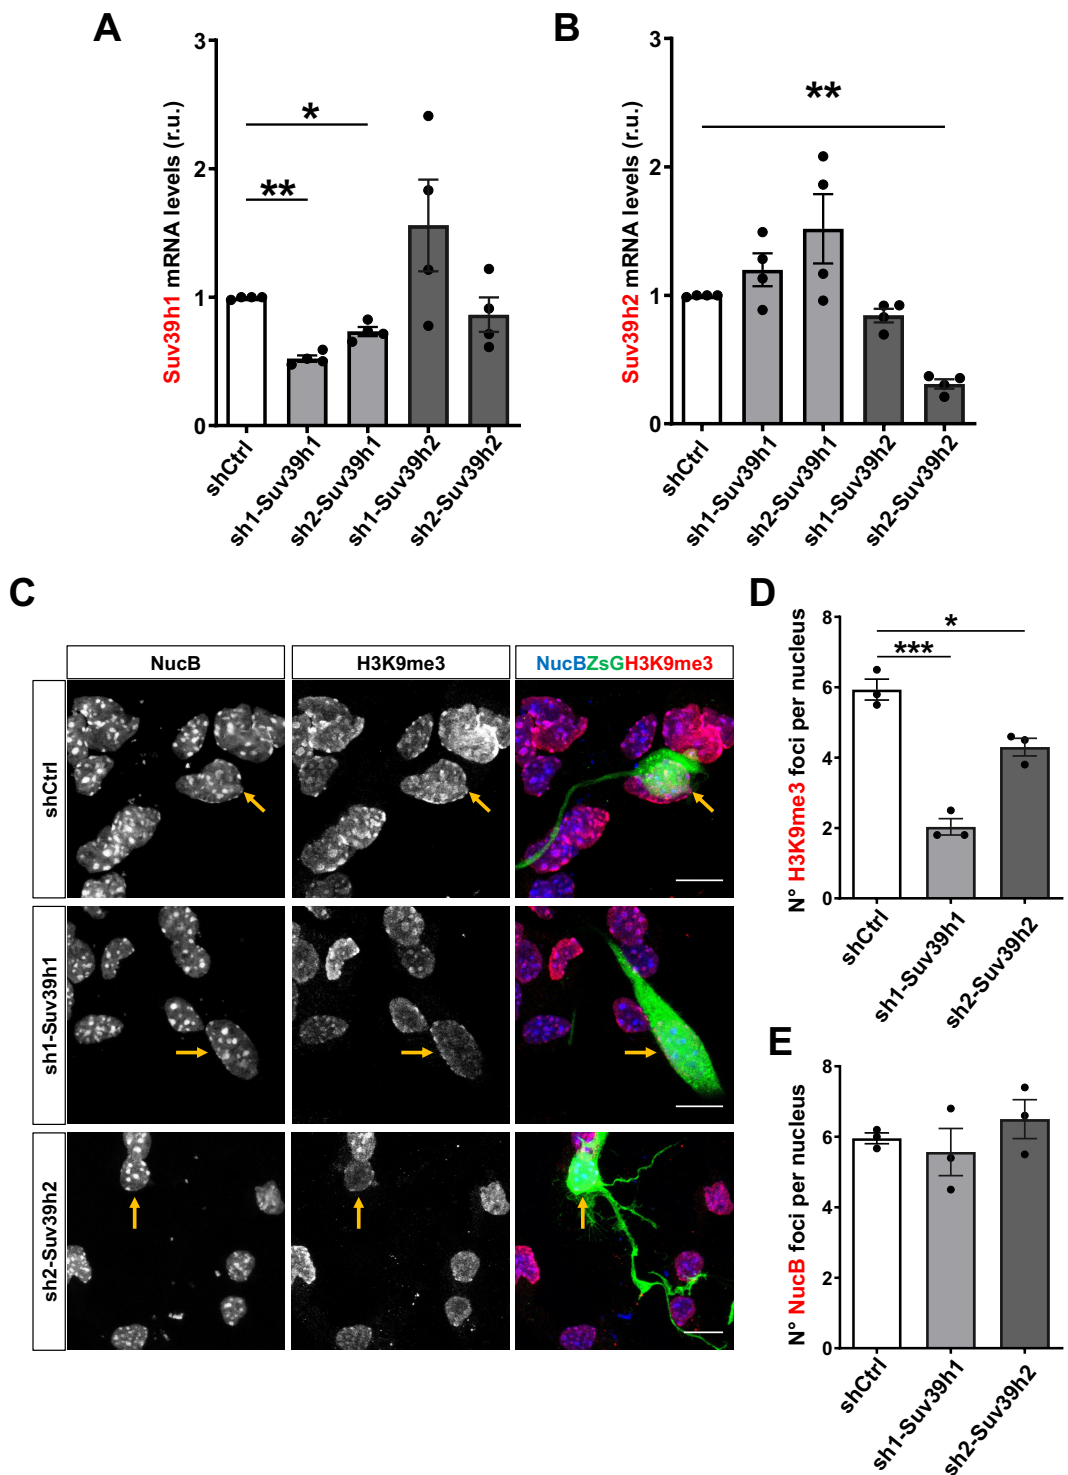 A
Suv39h1 mRNA levels (r.u.)
3
2
1
0
*
**
shCtrl
sh1-Suv39h1
sh2-Suv39h1
sh1-Suv39h2
sh2-Suv39h2
B
Suv39h2 mRNA levels (r.u.)
3
2
1
0
**
shCtrl
sh1-Suv39h1
sh2-Suv39h1
sh1-Suv39h2
sh2-Suv39h2
C
NucB
H3K9me3
NucBZsGH3K9me3
shCtrl
sh1-Suv39h1
sh2-Suv39h2
D
N° H3K9me3 foci per nucleus
8
6
4
2
0
*
***
shCtrl
sh1-Suv39h1
sh2-Suv39h2
E
N° NucB foci per nucleus
8
6
4
2
0
shCtrl
sh1-Suv39h1
sh2-Suv39h2